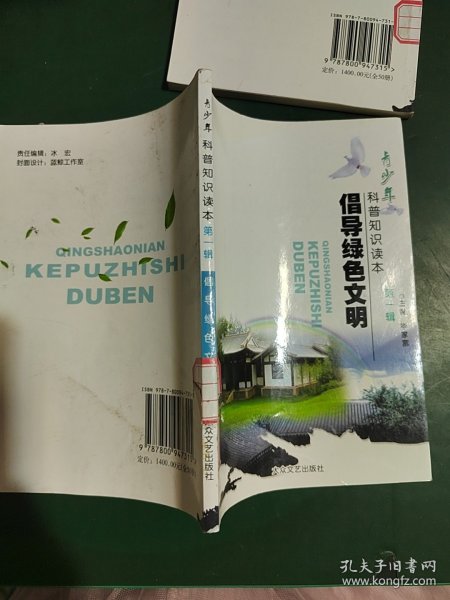 ISBN 978-7-80094-731-
9 787800 947315 >
定价：1400.00元(全50册)
责任编辑：冰 宏
封面设计：蓝鲸工作室
QINGSHAONIAN
KEPUZHISHI
DUBEN
ISBN 978-7-80094-731-
9 787800 9473
定价：1400.00元(全50
青少年 科普知识读本 第一辑 倡导绿色文
众文艺出版社
青少年
科普知识读本
第一辑
倡导绿色文明
QINGSHAONIAN
KEPUZHISHI
DUBEN
大众文艺出版社
孔夫子旧书网
www.kongfz.com